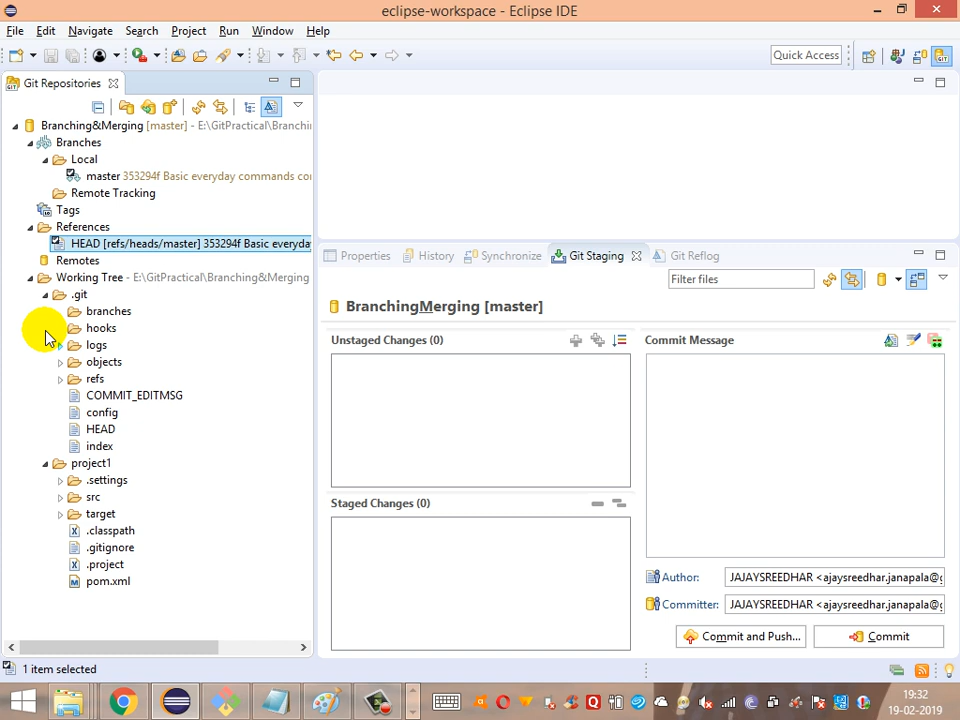 eclipse-workspace - Eclipse IDE
File Edit Navigate Search Project Run Window Help
Quick Access
Git Repositories
Branching&Merging [master] - E:\GitPractical\Branchi
Branches
Local
master 353294f Basic everyday commands co
Remote Tracking
Tags
References
HEAD [refs/heads/master] 353294f Basic everyda
Remotes
Working Tree - E:\GitPractical\Branching&Merging
.git
branches
hooks
logs
objects
refs
COMMIT_EDITMSG
config
HEAD
index
project1
.settings
src
target
.classpath
.gitignore
.project
pom.xml
Properties History Synchronize Git Staging Git Reflog
Filter files
BranchingMerging [master]
Unstaged Changes (0)
Staged Changes (0)
Commit Message
Author: JAJAYSREEDHAR <ajaysreedhar.janapala@g
Committer: JAJAYSREEDHAR <ajaysreedhar.janapala@g
Commit and Push... Commit
1 item selected
19:32
19-02-2019